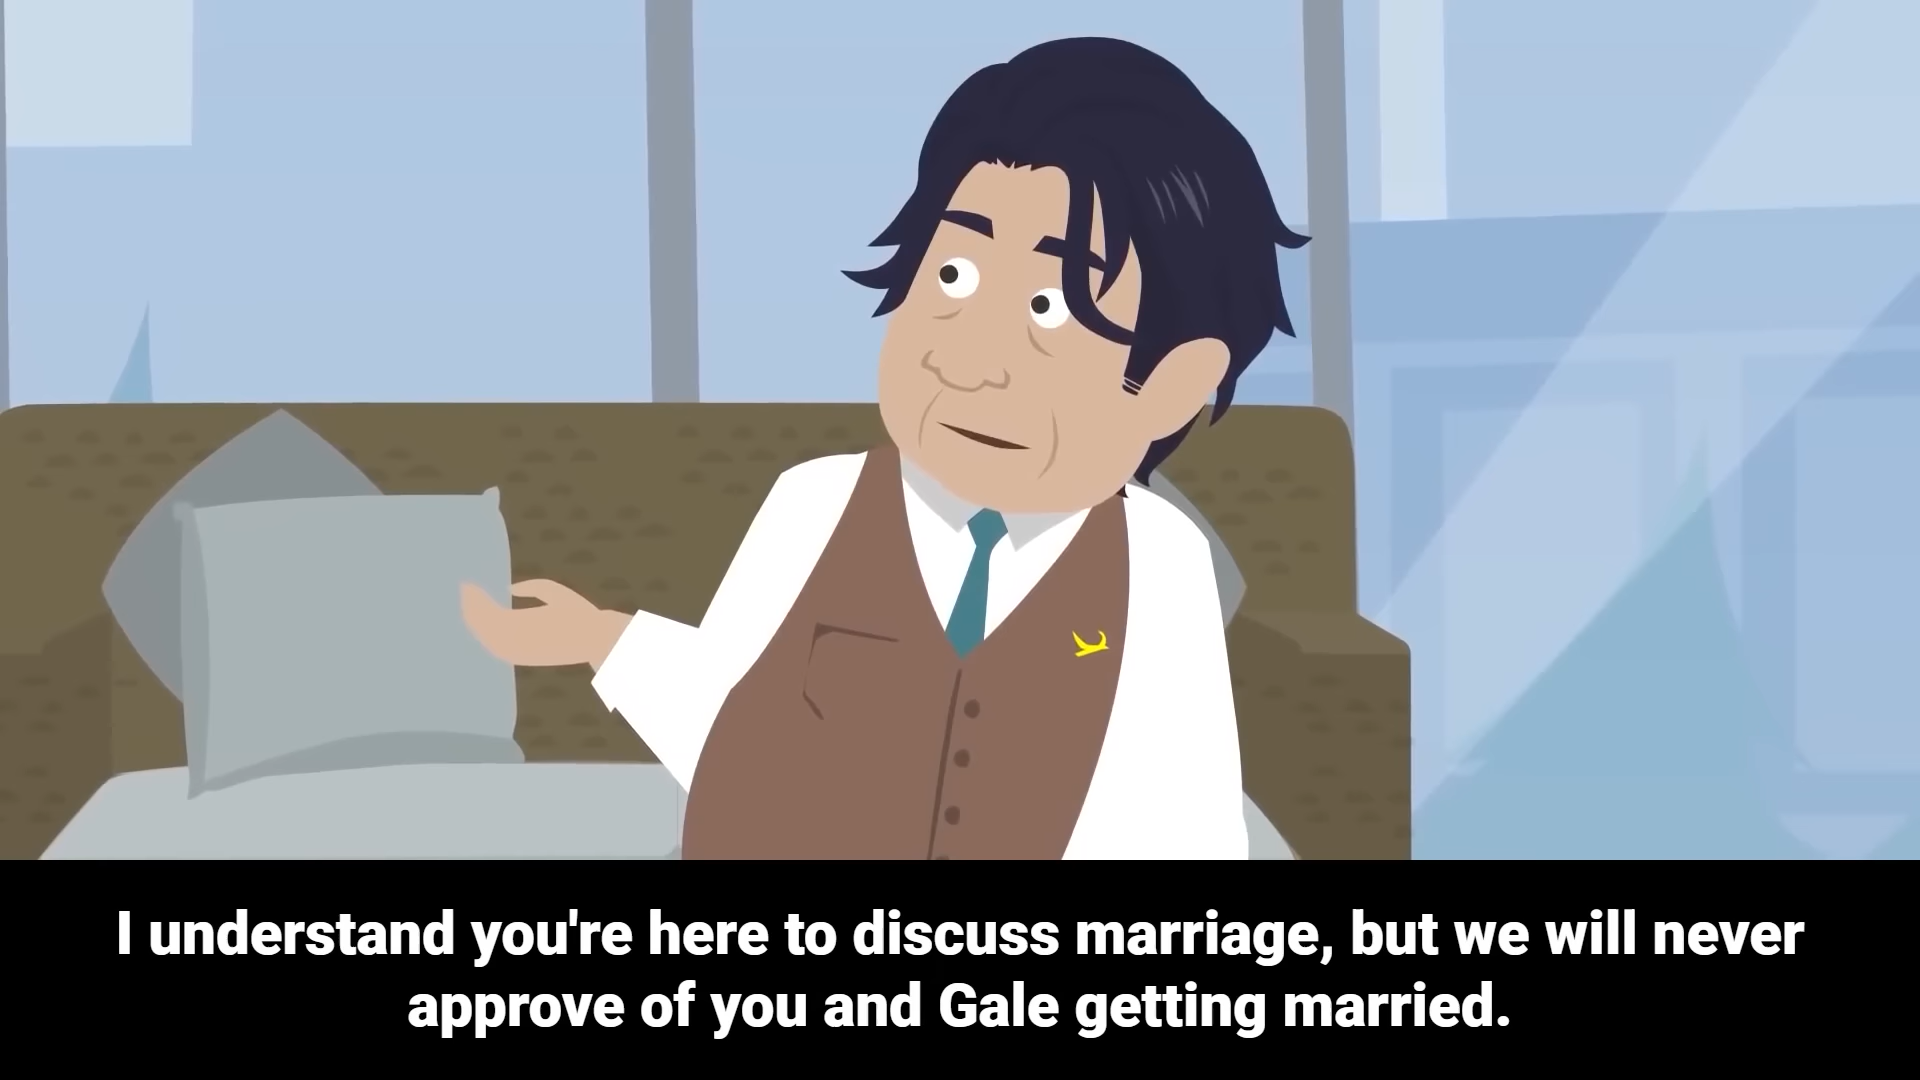 I understand you're here to discuss marriage, but we will never
approve of you and Gale getting married.